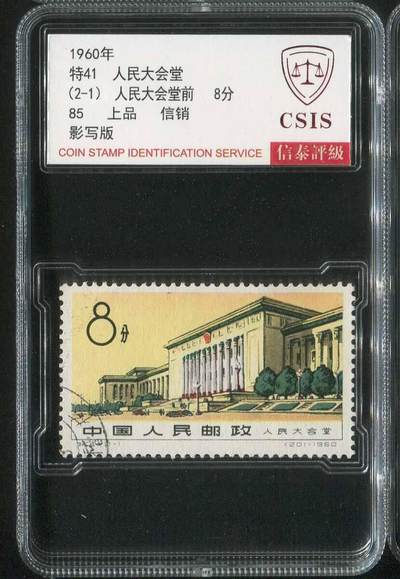 1960年
特41 人民大会堂
(2-1) 人民大会堂前 8分
85 上品 信销
影写版
CSIS
COIN STAMP IDENTIFICATION SERVICE
信泰評級
8分
中国人民邮政 人民大会堂
(201)1960